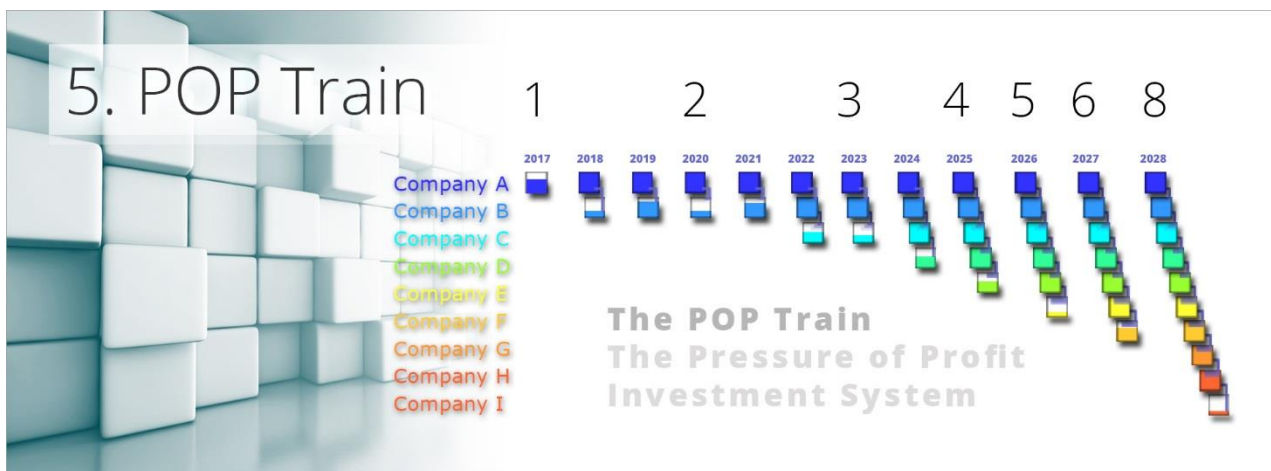 5. POP Train
1 2 3 4 5 6 8
2017 2018 2019 2020 2021 2022 2023 2024 2025 2026 2027 2028
Company A
Company B
Company C
Company D
Company E
Company F
Company G
Company H
Company I
The POP Train
The Pressure of Profit
Investment System